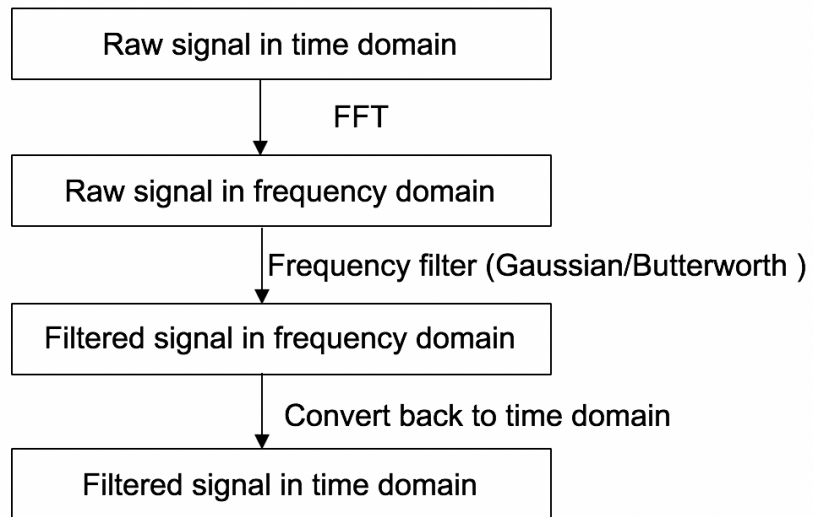 Raw signal in time domain
FFT
Raw signal in frequency domain
Frequency filter (Gaussian/Butterworth )
Filtered signal in frequency domain
Convert back to time domain
Filtered signal in time domain